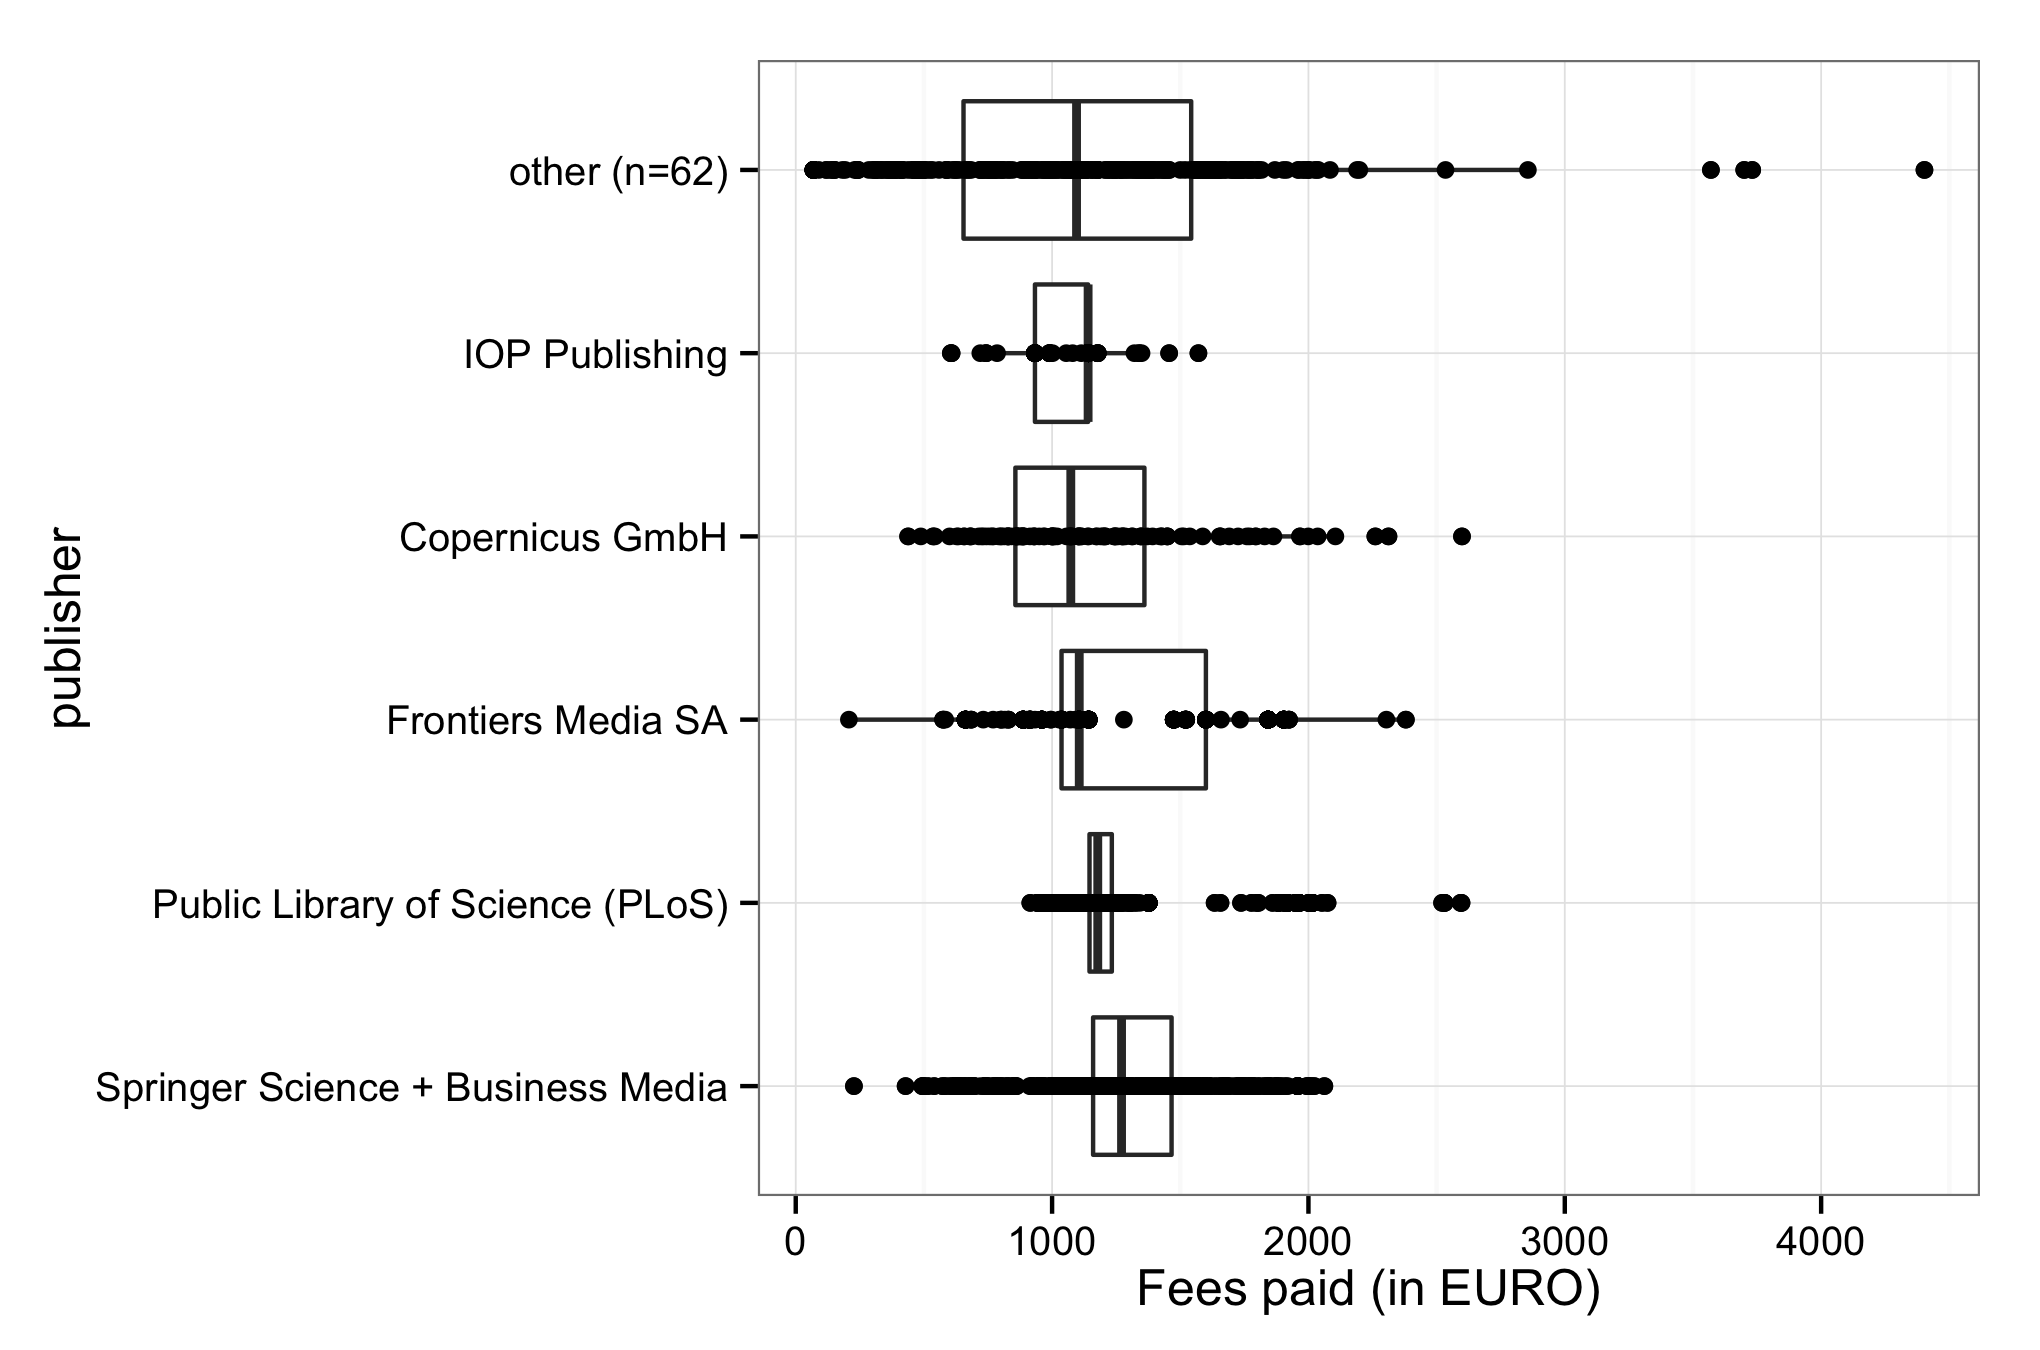 other (n=62)
IOP Publishing
Copernicus GmbH
Frontiers Media SA
Public Library of Science (PLoS)
Springer Science + Business Media
publisher
0 1000 2000 3000 4000
Fees paid (in EURO)